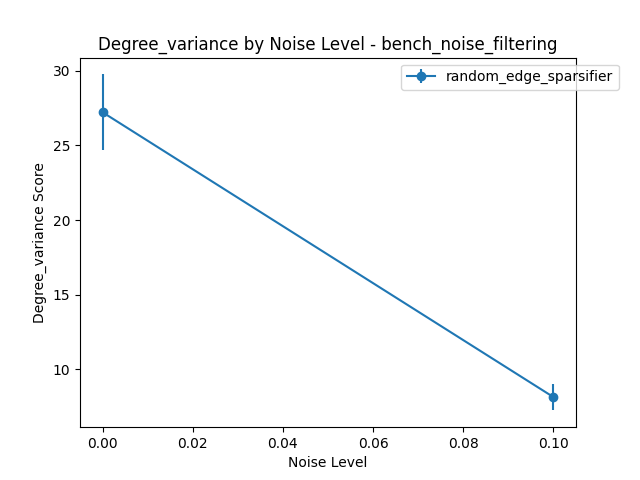 Degree_variance by Noise Level - bench_noise_filtering
random_edge_sparsifier
30
25
20
15
10
Degree_variance Score
0.00 0.02 0.04 0.06 0.08 0.10
Noise Level